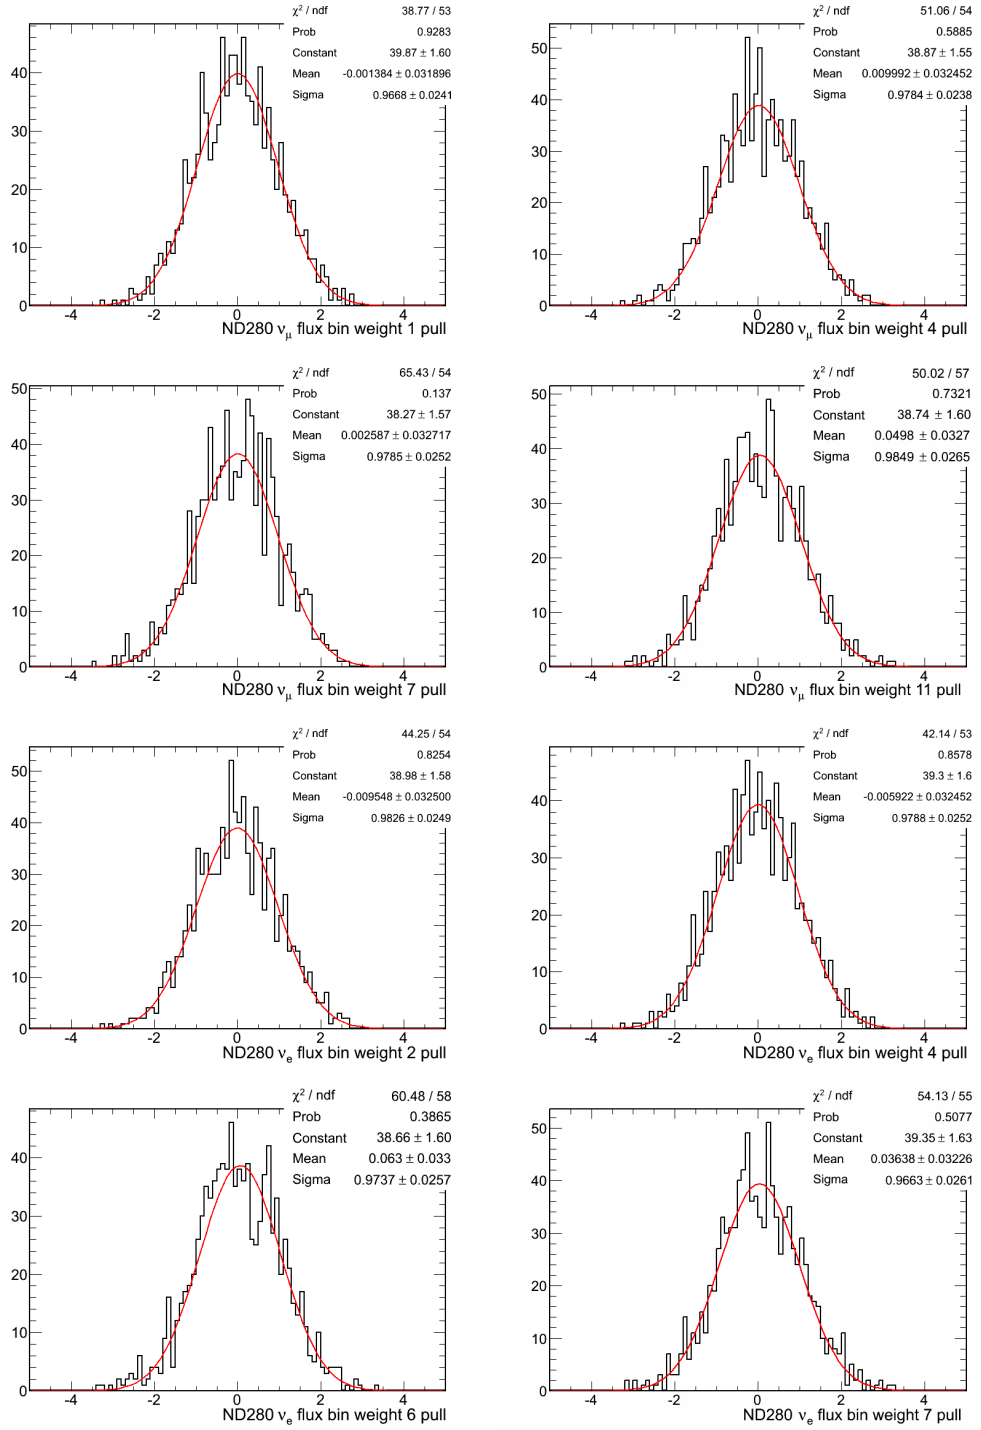 χ² / ndf 38.77 / 53
Prob 0.9283
Constant 39.87 ± 1.60
Mean -0.001384 ± 0.031896
Sigma 0.9668 ± 0.0241
40
30
20
10
0
-4 -2 0 2 4
ND280 νμ flux bin weight 1 pull
χ² / ndf 51.06 / 54
Prob 0.5885
Constant 38.87 ± 1.55
Mean 0.009992 ± 0.032452
Sigma 0.9784 ± 0.0238
50
40
30
20
10
0
-4 -2 0 2 4
ND280 νμ flux bin weight 4 pull
χ² / ndf 65.43 / 54
Prob 0.137
Constant 38.27 ± 1.57
Mean 0.002587 ± 0.032717
Sigma 0.9785 ± 0.0252
50
40
30
20
10
0
-4 -2 0 2 4
ND280 νμ flux bin weight 7 pull
χ² / ndf 50.02 / 57
Prob 0.7321
Constant 38.74 ± 1.60
Mean 0.0498 ± 0.0327
Sigma 0.9849 ± 0.0265
50
40
30
20
10
0
-4 -2 0 2 4
ND280 νμ flux bin weight 11 pull
χ² / ndf 44.25 / 54
Prob 0.8254
Constant 38.98 ± 1.58
Mean -0.009548 ± 0.032500
Sigma 0.9826 ± 0.0249
50
40
30
20
10
0
-4 -2 0 2 4
ND280 νe flux bin weight 2 pull
χ² / ndf 42.14 / 53
Prob 0.8578
Constant 39.3 ± 1.6
Mean -0.005922 ± 0.032452
Sigma 0.9788 ± 0.0252
40
30
20
10
0
-4 -2 0 2 4
ND280 νe flux bin weight 4 pull
χ² / ndf 60.48 / 58
Prob 0.3865
Constant 38.66 ± 1.60
Mean 0.063 ± 0.033
Sigma 0.9737 ± 0.0257
40
30
20
10
0
-4 -2 0 2 4
ND280 νe flux bin weight 6 pull
χ² / ndf 54.13 / 55
Prob 0.5077
Constant 39.35 ± 1.63
Mean 0.03638 ± 0.03226
Sigma 0.9663 ± 0.0261
50
40
30
20
10
0
-4 -2 0 2 4
ND280 νe flux bin weight 7 pull